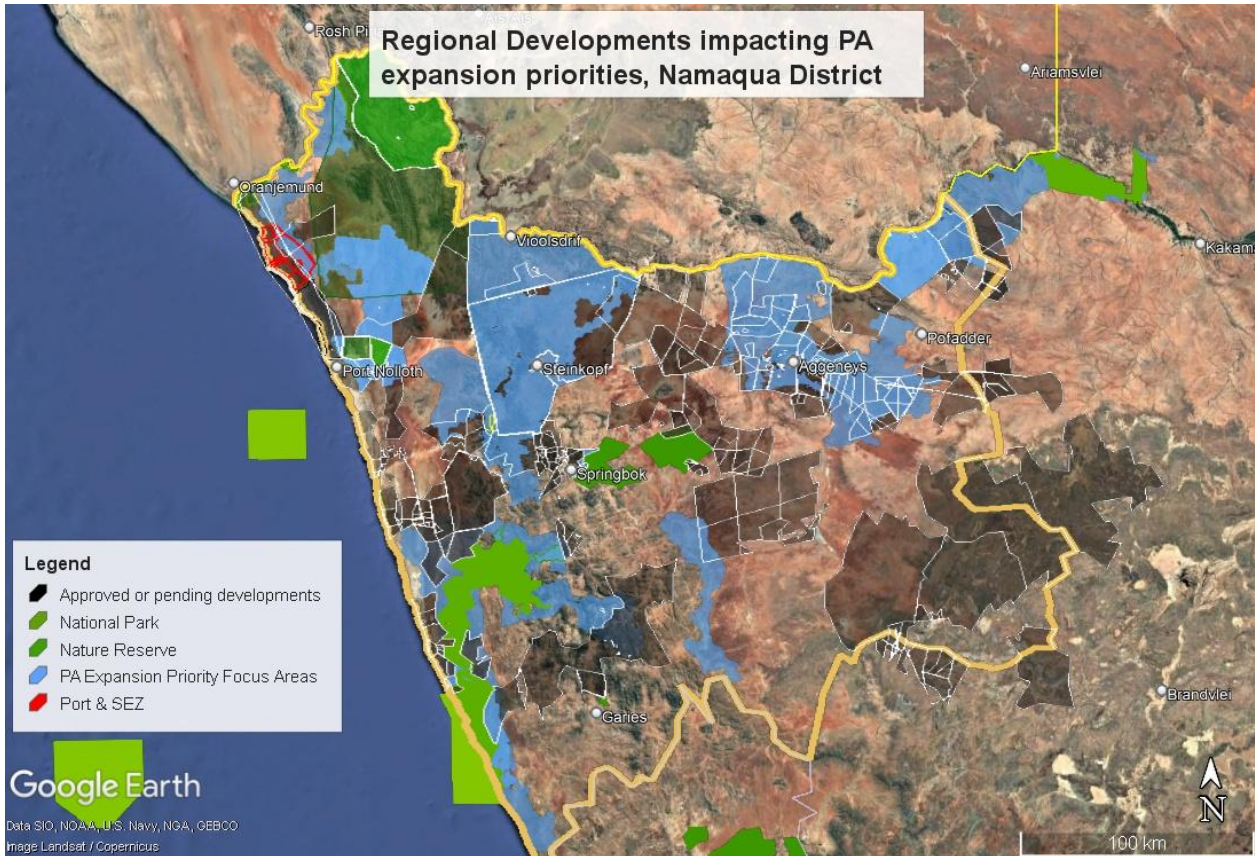 Rosh Pin
Regional Developments impacting PA
expansion priorities, Namaqua District
Ariamsvlei
Oranjemund
Vioolsdrif
Kakama
Pofadder
Port Nolloth
Steinkopf
Aggeneys
Springbok
Legend
Approved or pending developments
National Park
Nature Reserve
PA Expansion Priority Focus Areas
Port & SEZ
Garies
Brandvlei
Google Earth
N
Data SIO, NOAA, U.S. Navy, NGA, GEBCO
Image Landsat / Copernicus
100 km